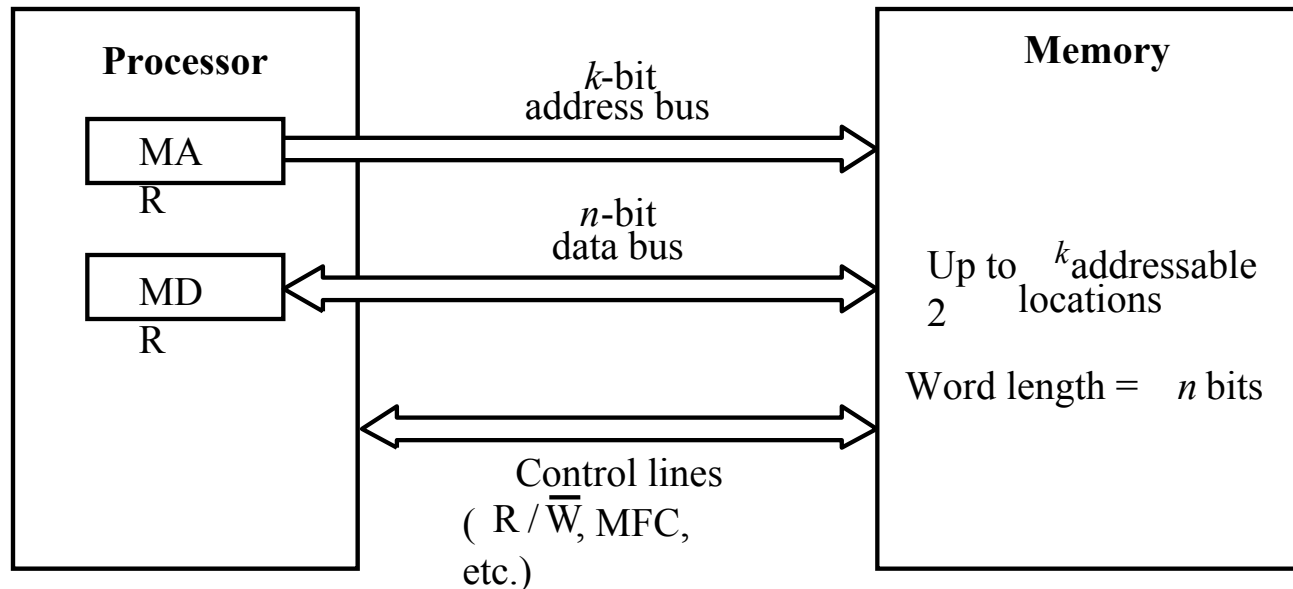 Processor
MA
R
MD
R
k-bit
address bus
n-bit
data bus
Control lines
( R / W̅, MFC,
etc.)
Memory
Up to k addressable
2 locations
Word length = n bits